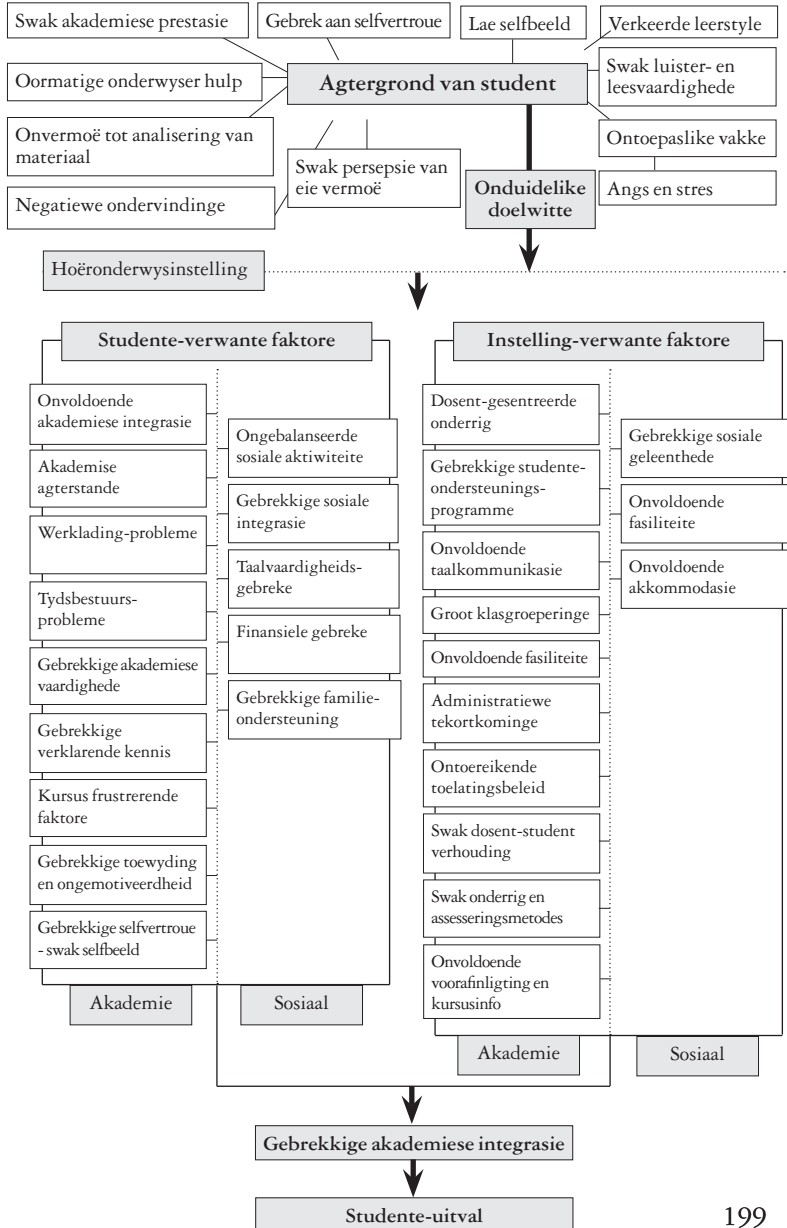 Swak akademiese prestasie
Gebrek aan selfvertroue
Lae selfbeeld
Verkeerde leerstyle
Oormatige onderwyser hulp
Agtergrond van student
Swak luister- en
leesvaardighede
Onvermoë tot analisering van
materiaal
Ontoepaslike vakke
Swak persepsie van
eie vermoë
Negatiewe ondervindinge
Onduidelike
doelwitte
Angs en stres
Hoëronderwysinstelling
Studente-verwante faktore
Onvoldoende
akademiese integrasie
Akademise
agterstande
Werklading-probleme
Tydsbestuurs-
probleme
Gebrekkige akademiese
vaardighede
Gebrekkige
verklarende kennis
Kursus frustrerende
faktore
Gebrekkige toewyding
en ongemotiveerdheid
Gebrekkige selfvertroue
- swak selfbeeld
Ongebalanseerde
sosiale aktiwiteite
Gebrekkige sosiale
integrasie
Taalvaardigheids-
gebreke
Finansiele gebreke
Gebrekkige familie-
ondersteuning
Akademie
Sosiaal
Instelling-verwante faktore
Dosent-gesentreerde
onderrig
Gebrekkige studente-
ondersteunings-
programme
Onvoldoende
taalkommunikasie
Groot klasgroeperinge
Onvoldoende fasiliteite
Administratiewe
tekortkominge
Ontoereikende
toelatingsbeleid
Swak dosent-student
verhouding
Swak onderrig en
assesseringsmetodes
Onvoldoende
voorafinligting en
kursusinfo
Gebrekkige sosiale
geleenthede
Onvoldoende
fasiliteite
Onvoldoende
akkommodasie
Akademie
Sosiaal
Gebrekkige akademiese integrasie
Studente-uitval
199